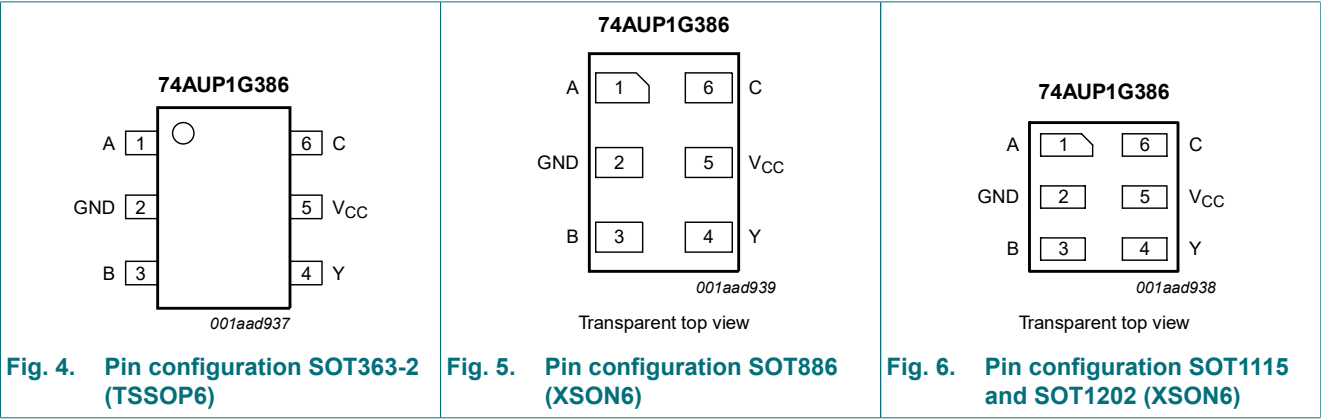 74AUP1G386
A 1 6 C
GND 2 5 VCC
B 3 4 Y
001aad937
Fig. 4. Pin configuration SOT363-2
(TSSOP6)
74AUP1G386
A 1 6 C
GND 2 5 VCC
B 3 4 Y
001aad939
Transparent top view
Fig. 5. Pin configuration SOT886
(XSON6)
74AUP1G386
A 1 6 C
GND 2 5 VCC
B 3 4 Y
001aad938
Transparent top view
Fig. 6. Pin configuration SOT1115
and SOT1202 (XSON6)